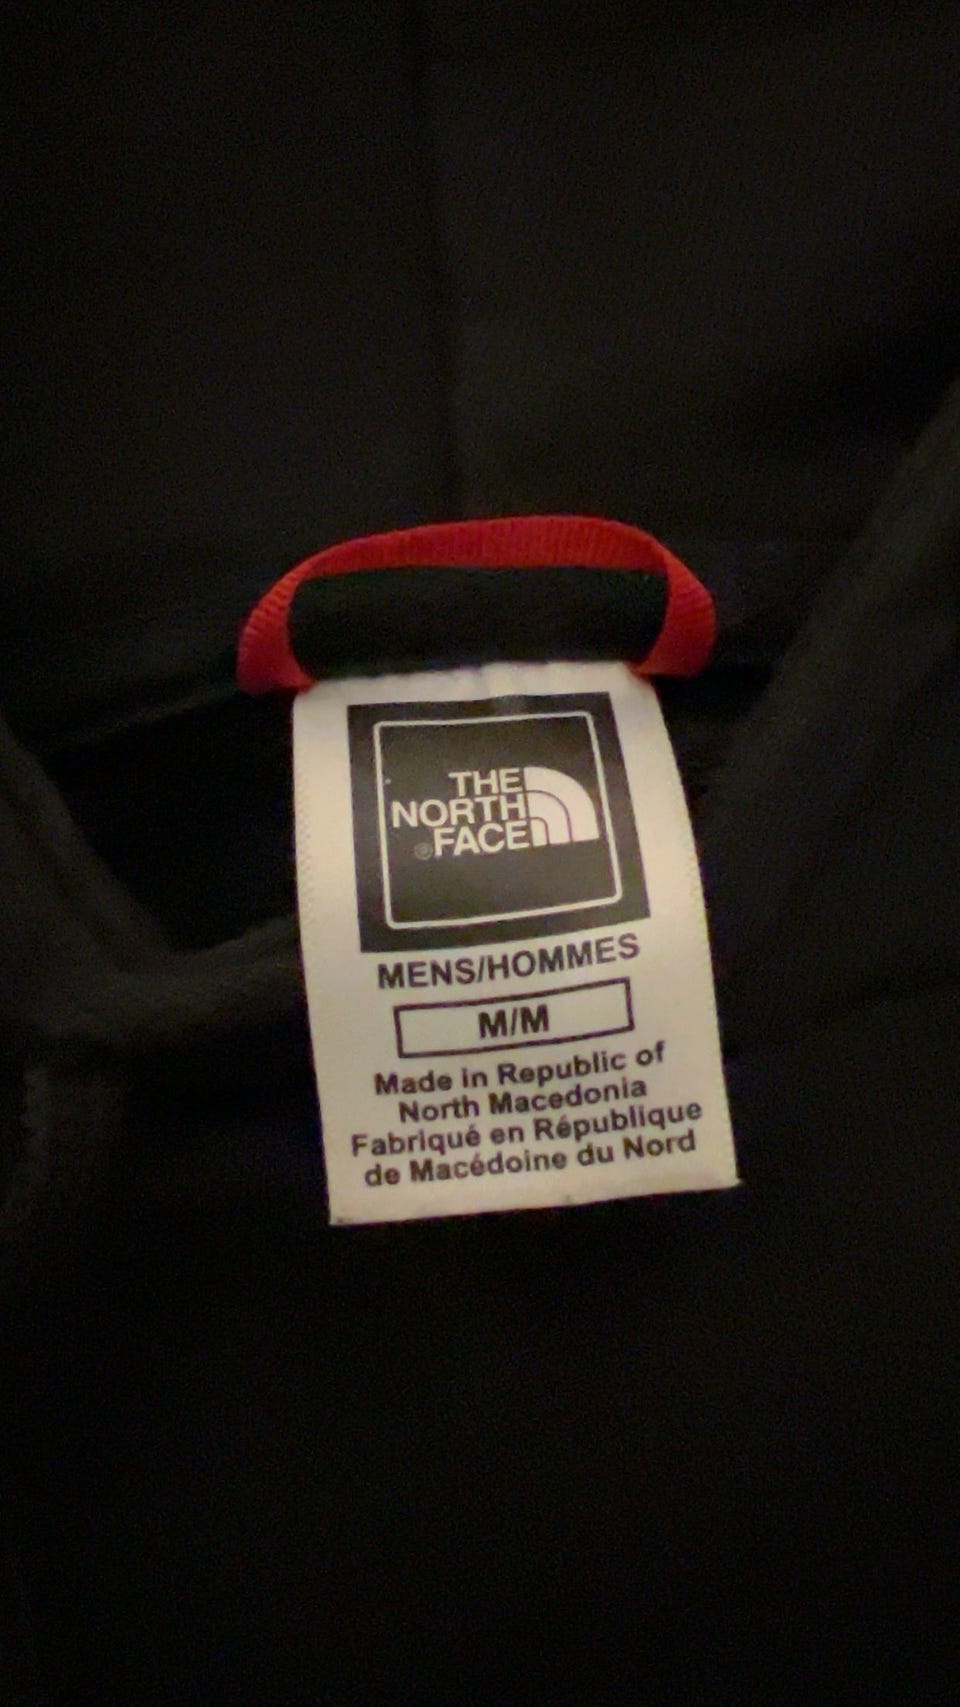 THE
NORTH
FACE
MENS/HOMMES
M/M
Made in Republic of
North Macedonia
Fabriqué en République
de Macédoine du Nord